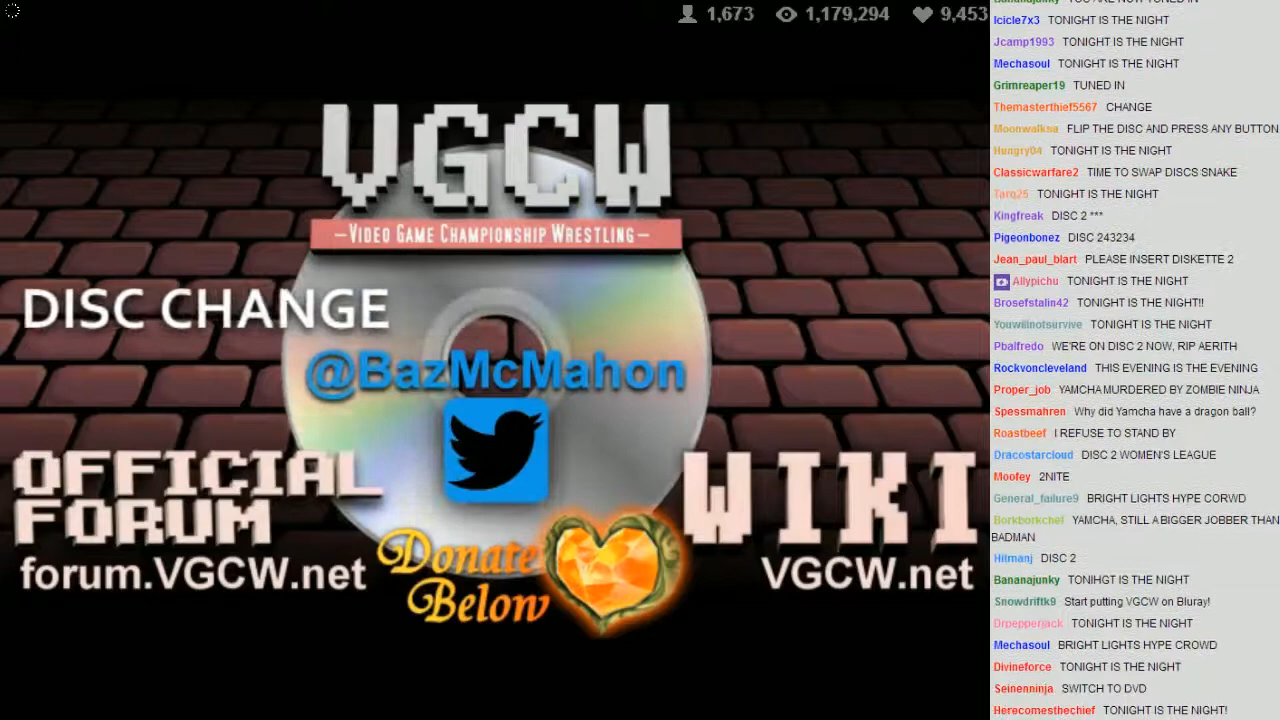 1,673 1,179,294 9,453
VGCW
-VIDEO GAME CHAMPIONSHIP WRESTLING-
DISC CHANGE
@BazMcMahon
OFFICIAL
FORUM
forum.VGCW.net
Donate
Below
WIKI
VGCW.net
Icicle7x3 TONIGHT IS THE NIGHT
Jcamp1993 TONIGHT IS THE NIGHT
Mechasoul TONIGHT IS THE NIGHT
Grimreaper19 TUNED IN
Themasterthief5567 CHANGE
Moonwalksa FLIP THE DISC AND PRESS ANY BUTTON
Hungry04 TONIGHT IS THE NIGHT
Classicwarfare2 TIME TO SWAP DISCS SNAKE
Tarq25 TONIGHT IS THE NIGHT
Kingfreak DISC 2 ***
Pigeonbonez DISC 243234
Jean_paul_blart PLEASE INSERT DISKETTE 2
Allypichu TONIGHT IS THE NIGHT
Brosefstalin42 TONIGHT IS THE NIGHT!!
Youwillnotsurvive TONIGHT IS THE NIGHT
Pbalfredo WE'RE ON DISC 2 NOW, RIP AERITH
Rockvoncleveland THIS EVENING IS THE EVENING
Proper_job YAMCHA MURDERED BY ZOMBIE NINJA
Spessmahren Why did Yamcha have a dragon ball?
Roastbeef I REFUSE TO STAND BY
Dracostarcloud DISC 2 WOMEN'S LEAGUE
Moofey 2NITE
General_failure9 BRIGHT LIGHTS HYPE CORWD
Borkborkchef YAMCHA, STILL A BIGGER JOBBER THAN
BADMAN
Hitmanj DISC 2
Bananajunky TONIHGT IS THE NIGHT
Snowdriftk9 Start putting VGCW on Bluray!
Drpepperjack TONIGHT IS THE NIGHT
Mechasoul BRIGHT LIGHTS HYPE CROWD
Divineforce TONIGHT IS THE NIGHT
Seinenninja SWITCH TO DVD
Herecomesthechief TONIGHT IS THE NIGHT!